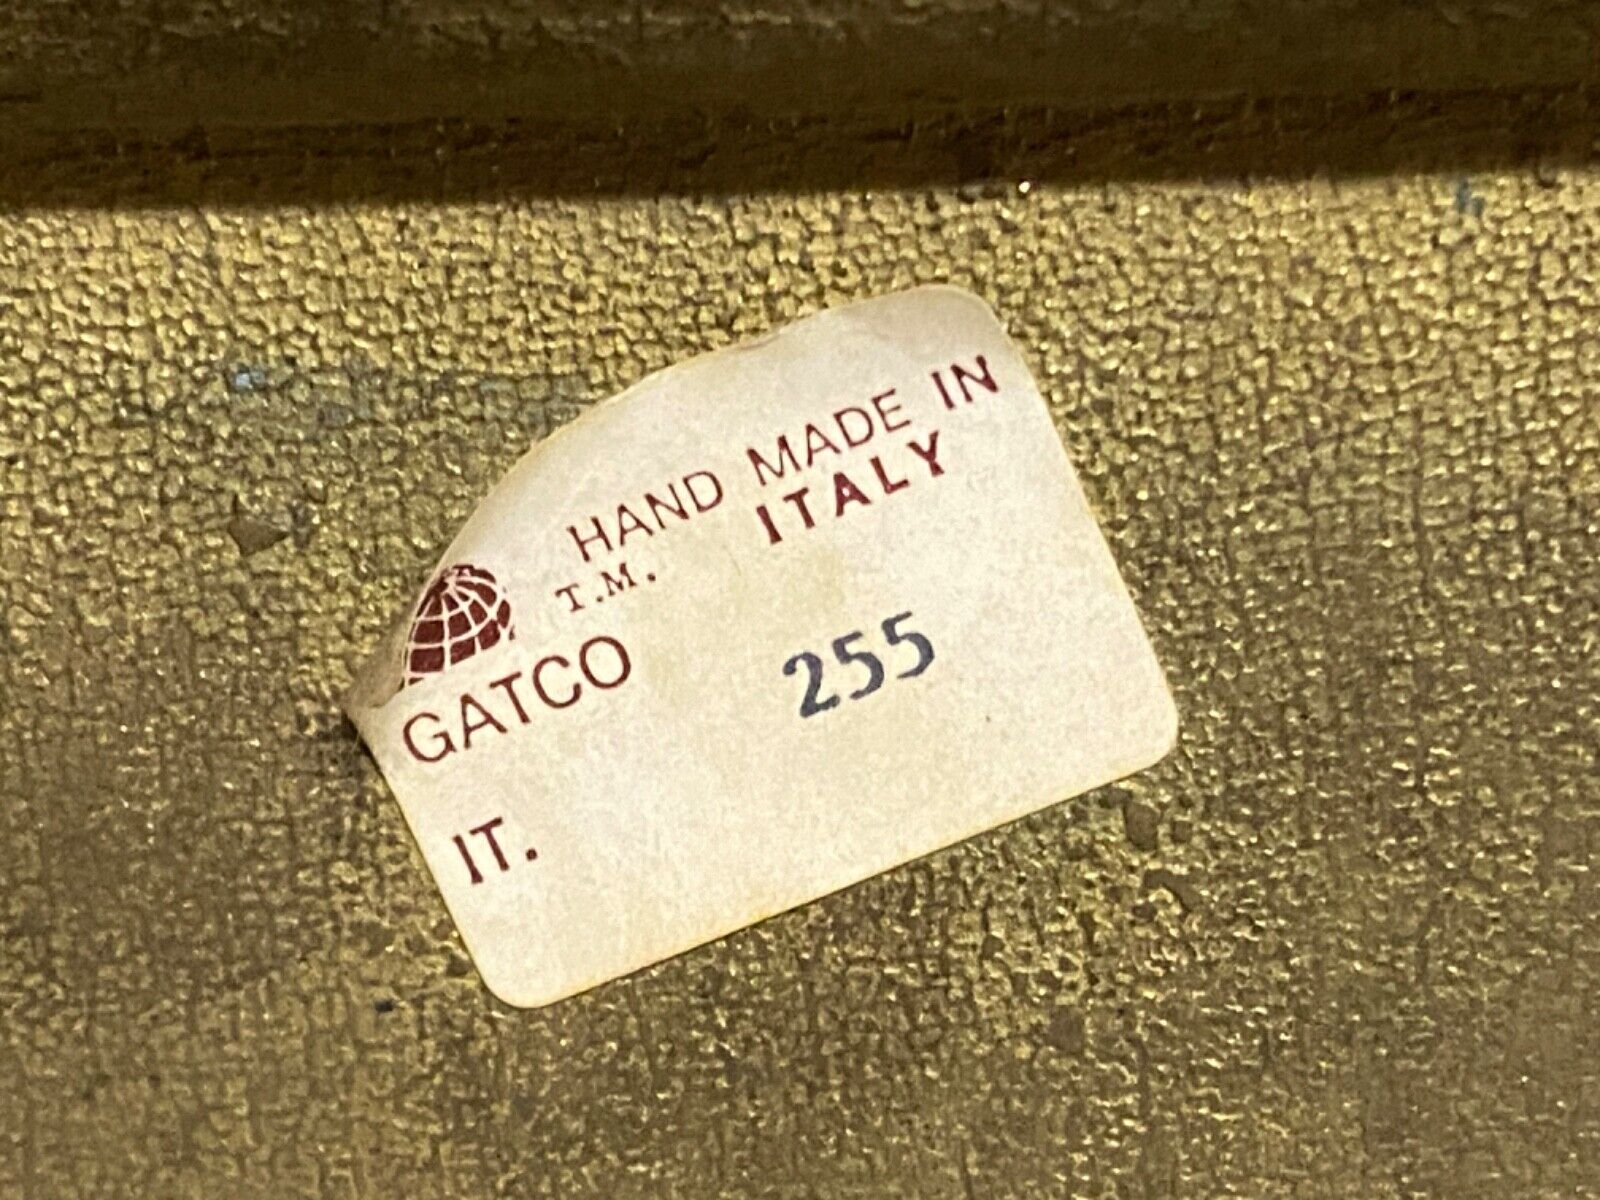 HAND MADE IN
ITALY
T.M.
GATCO
255
IT.